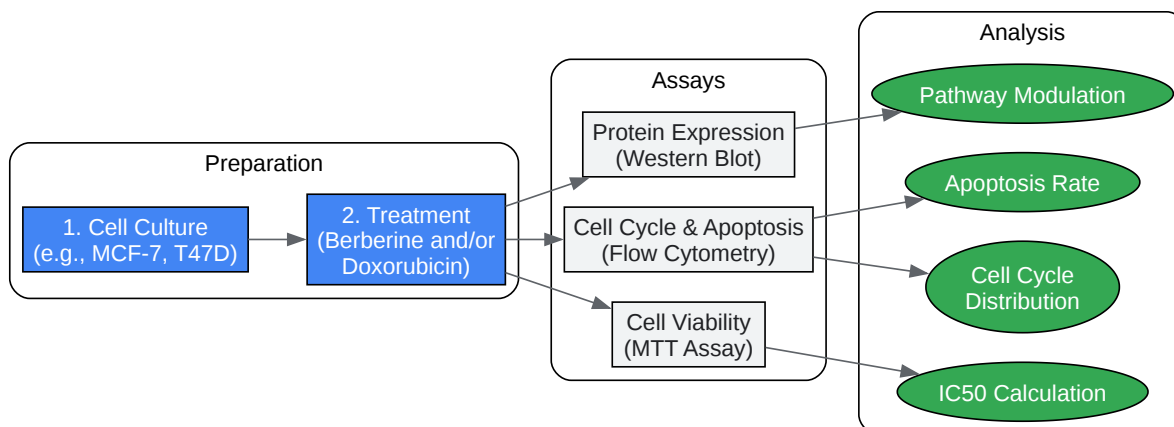 Preparation
1. Cell Culture
(e.g., MCF-7, T47D)
2. Treatment
(Berberine and/or
Doxorubicin)
Assays
Protein Expression
(Western Blot)
Cell Cycle & Apoptosis
(Flow Cytometry)
Cell Viability
(MTT Assay)
Analysis
Pathway Modulation
Apoptosis Rate
Cell Cycle
Distribution
IC50 Calculation